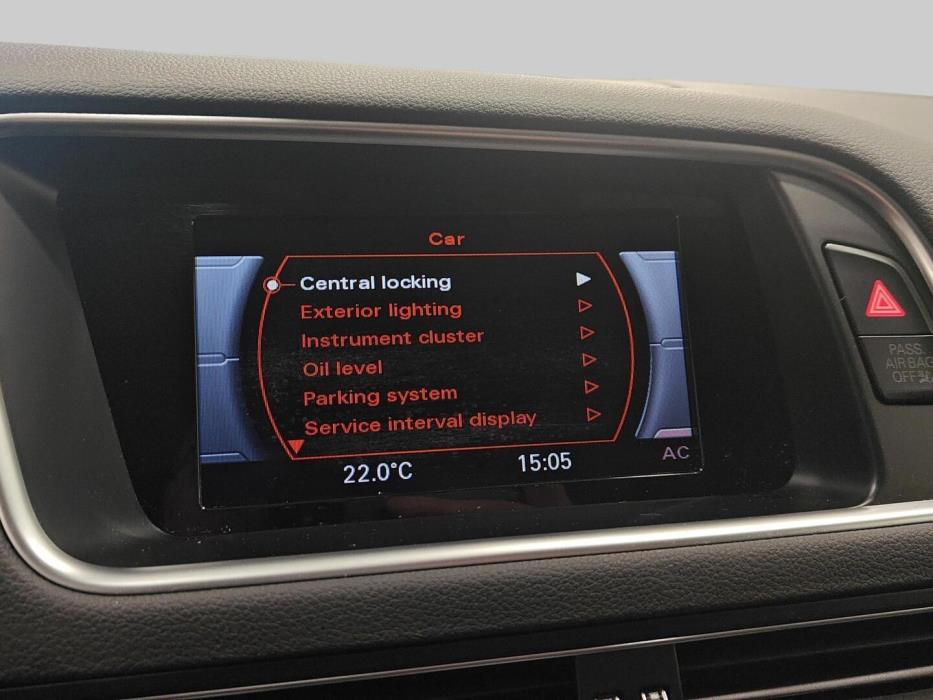 Car
Central locking
Exterior lighting
Instrument cluster
Oil level
Parking system
Service interval display
22.0°C
15:05
AC
PASS.
AIR BAG
OFF